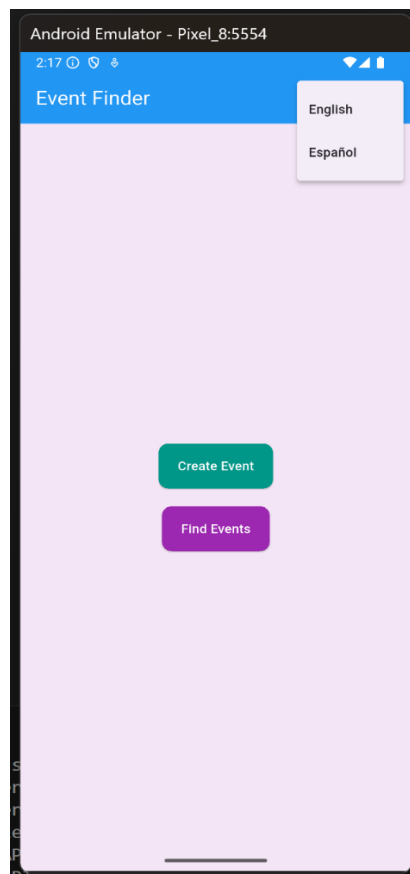 Android Emulator - Pixel_8:5554
2:17
Event Finder
English
Español
Create Event
Find Events